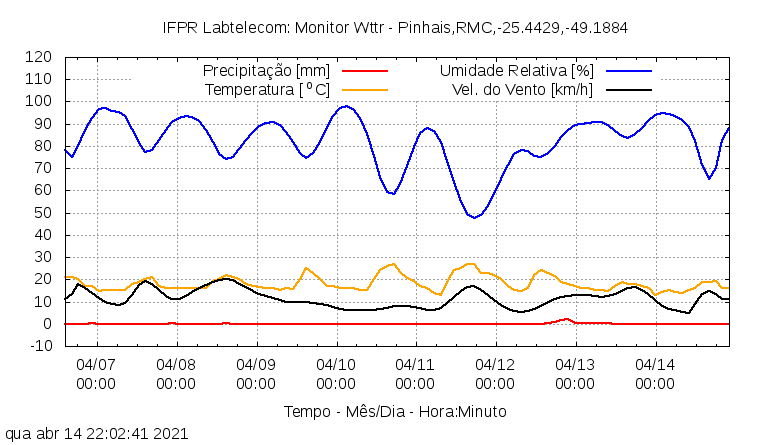 IFPR Labtelecom: Monitor Wttr - Pinhais,RMC,-25.4429,-49.1884
120
110
100
90
80
70
60
50
40
30
20
10
0
-10
Precipitação [mm]
Temperatura [⁰C]
Umidade Relativa [%]
Vel. do Vento [km/h]
04/07 04/08 04/09 04/10 04/11 04/12 04/13 04/14
00:00 00:00 00:00 00:00 00:00 00:00 00:00 00:00
Tempo - Mês/Dia - Hora:Minuto
qua abr 14 22:02:41 2021